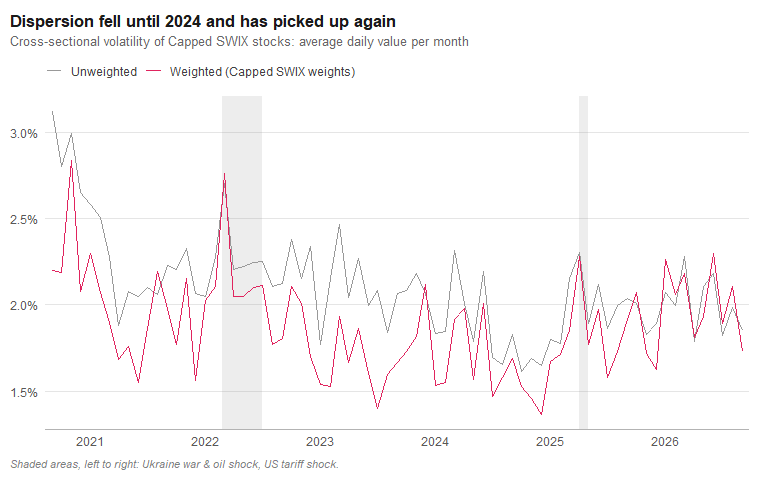 Dispersion fell until 2024 and has picked up again
Cross-sectional volatility of Capped SWIX stocks: average daily value per month
Unweighted Weighted (Capped SWIX weights)
3.0%
2.5%
2.0%
1.5%
2021 2022 2023 2024 2025 2026
Shaded areas, left to right: Ukraine war & oil shock, US tariff shock.